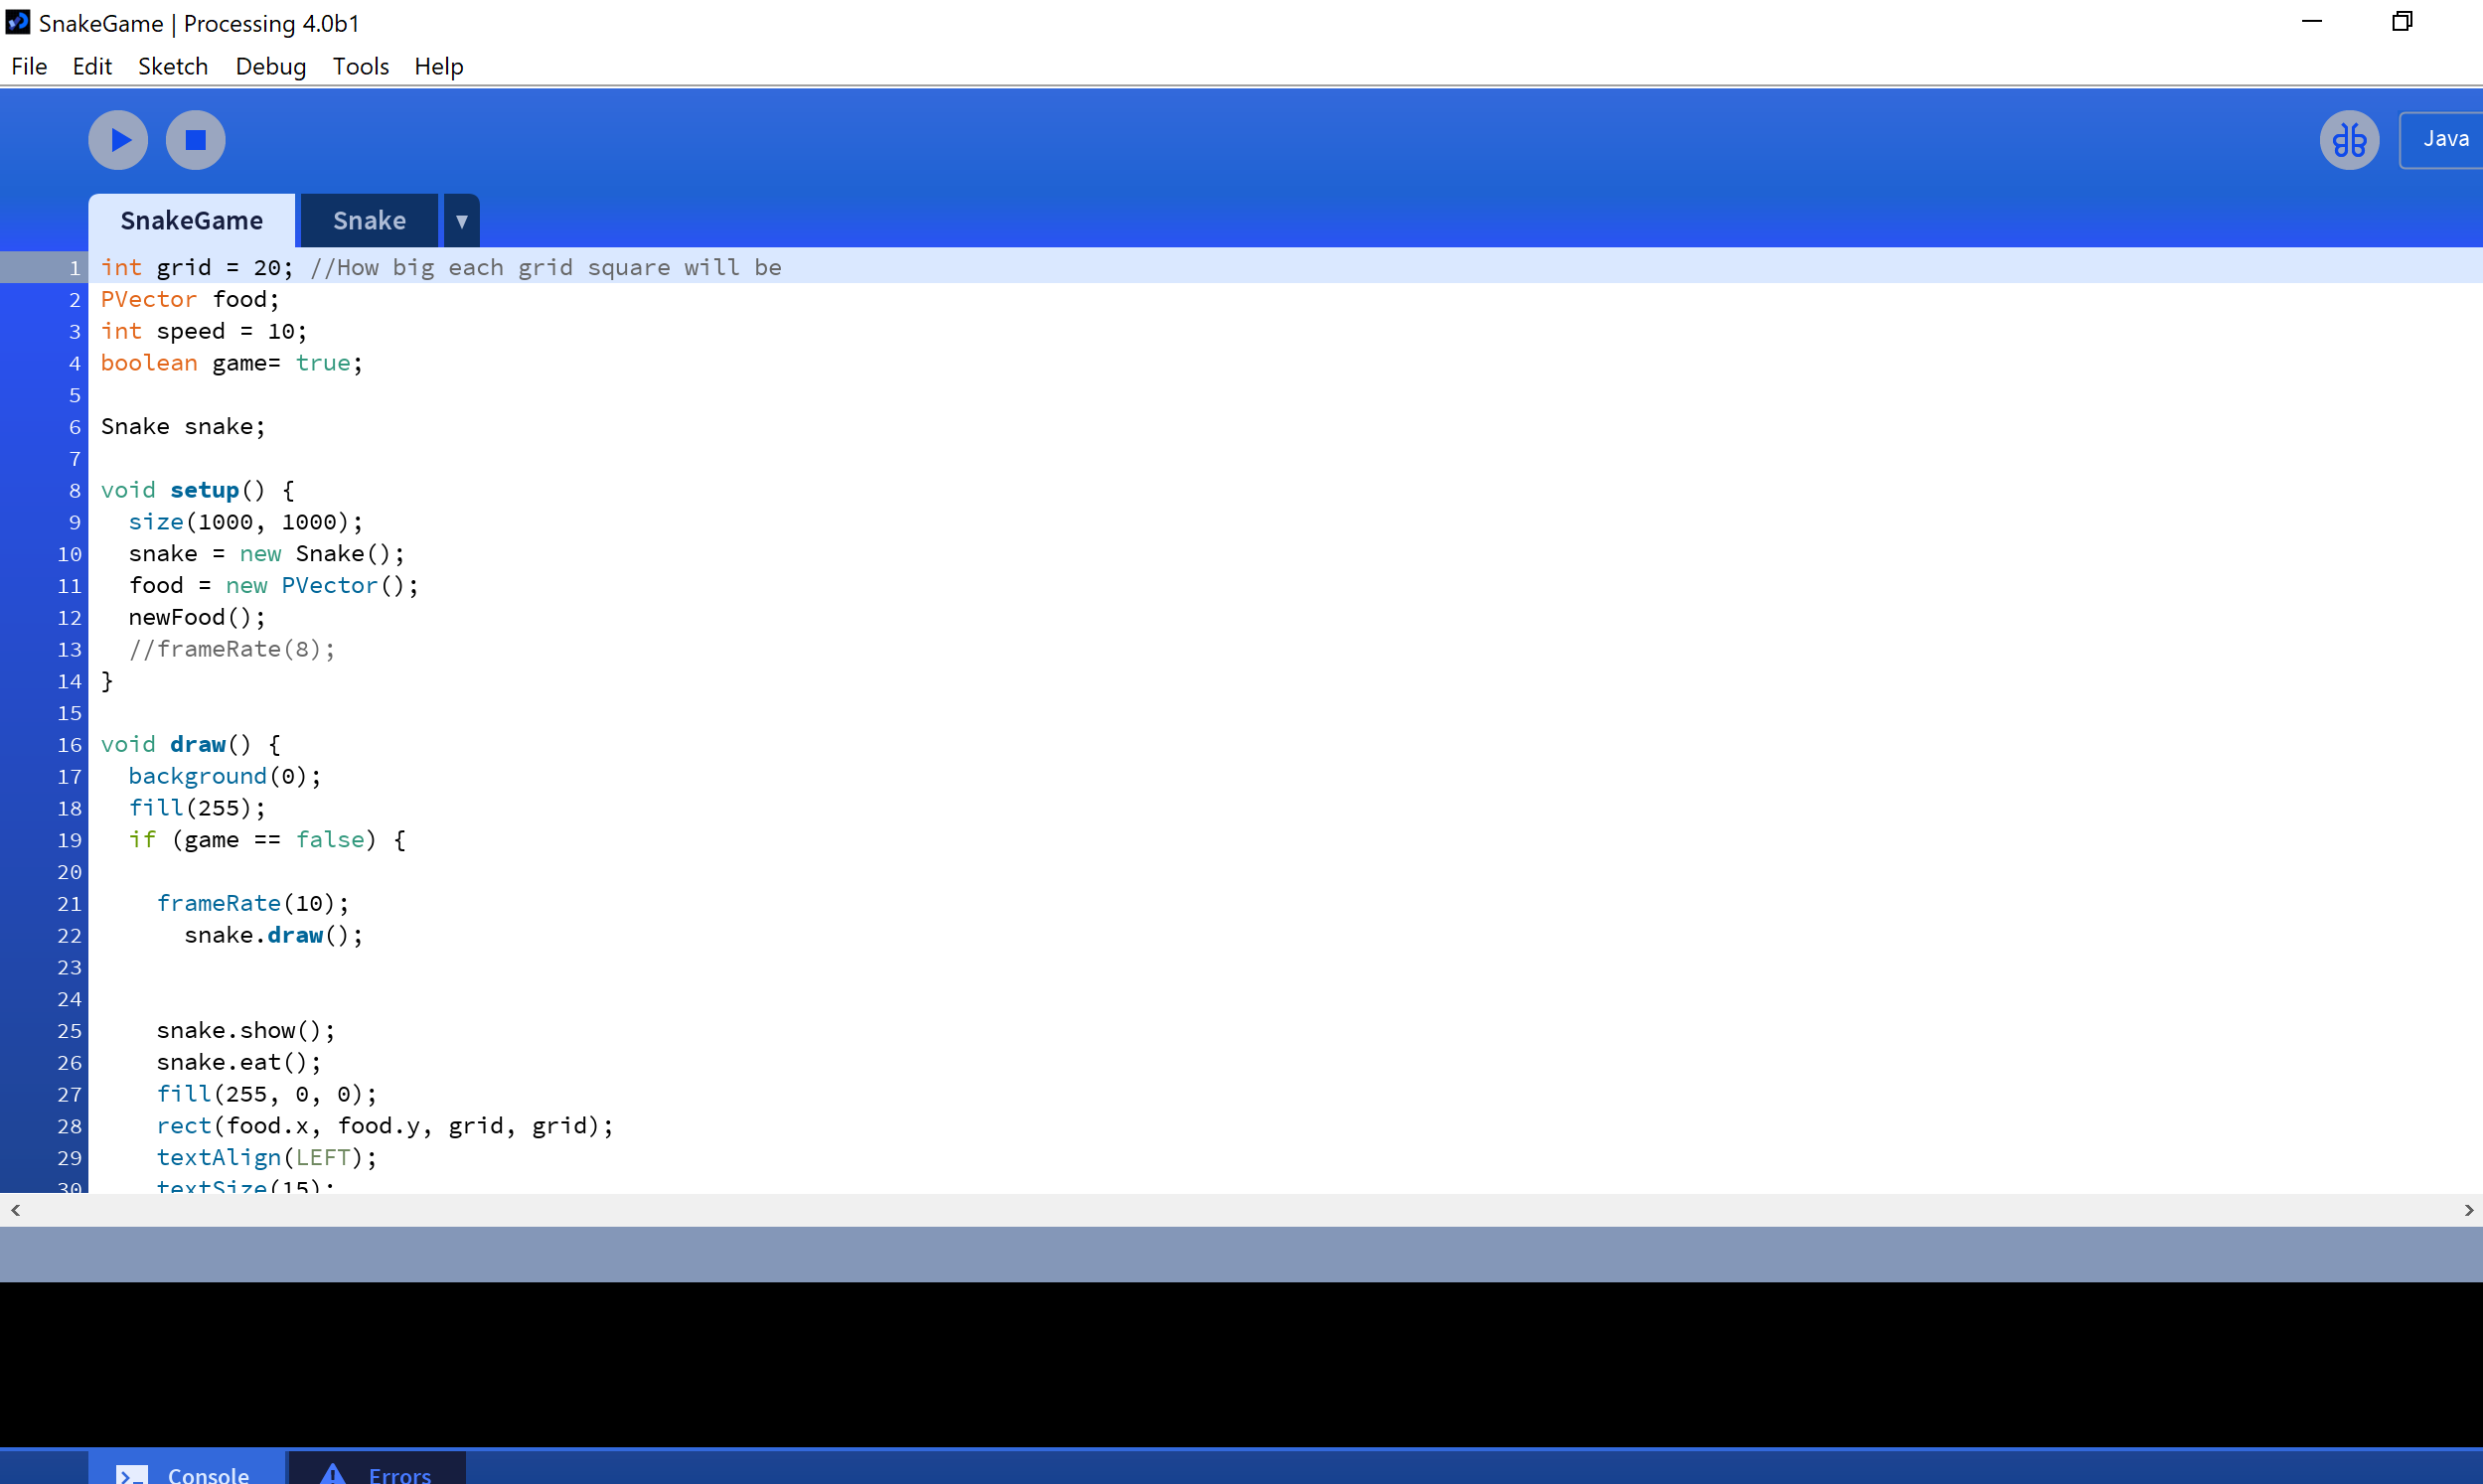 SnakeGame | Processing 4.0b1
File Edit Sketch Debug Tools Help
Java
SnakeGame Snake ▼
1 int grid = 20; //How big each grid square will be
2 PVector food;
3 int speed = 10;
4 boolean game= true;
5
6 Snake snake;
7
8 void setup() {
9   size(1000, 1000);
10   snake = new Snake();
11   food = new PVector();
12   newFood();
13   //frameRate(8);
14 }
15
16 void draw() {
17   background(0);
18   fill(255);
19   if (game == false) {
20
21     frameRate(10);
22       snake.draw();
23
24
25     snake.show();
26     snake.eat();
27     fill(255, 0, 0);
28     rect(food.x, food.y, grid, grid);
29     textAlign(LEFT);
30     textSize(15);
Console Errors